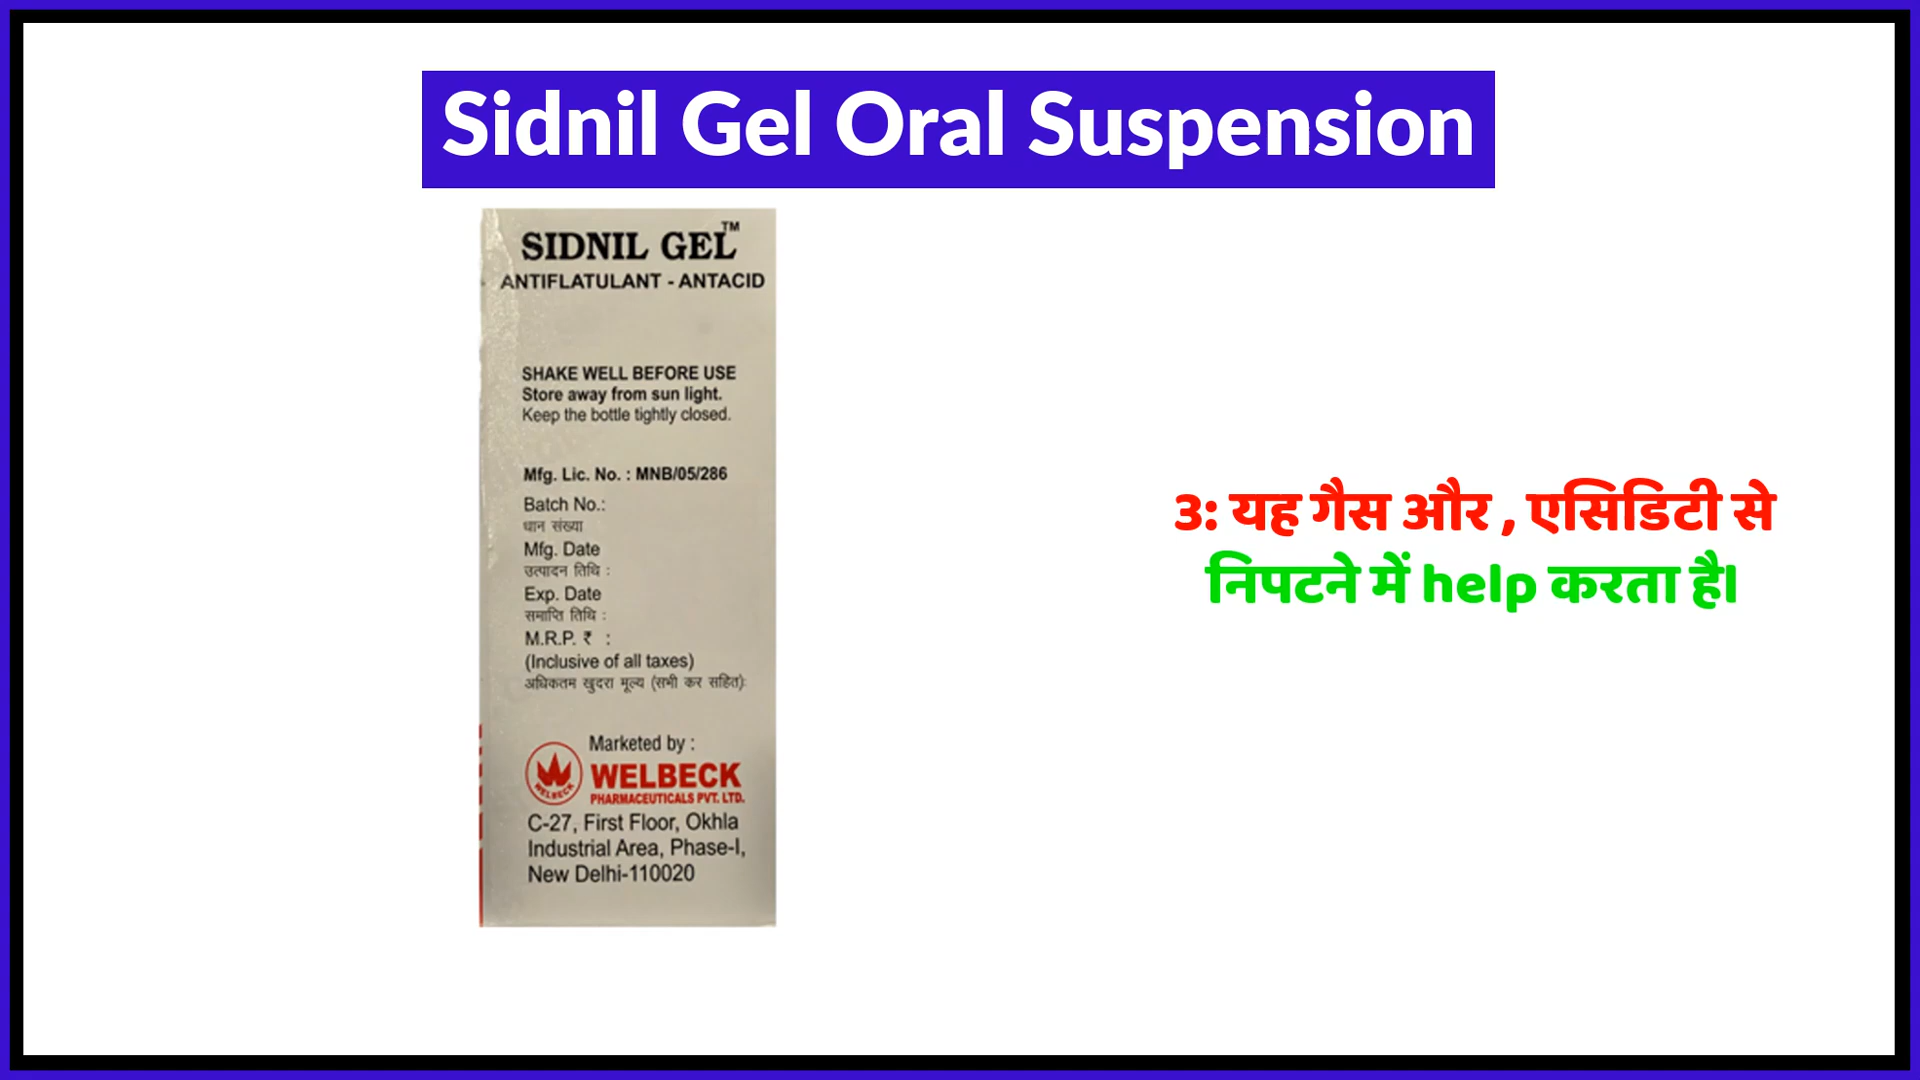 Sidnil Gel Oral Suspension
SIDNIL GEL™
ANTIFLATULANT - ANTACID
SHAKE WELL BEFORE USE
Store away from sun light.
Keep the bottle tightly closed.
Mfg. Lic. No. : MNB/05/286
Batch No.:
धान संख्या
Mfg. Date
उत्पादन तिथि :
Exp. Date
समाप्ति तिथि :
M.R.P. ₹ :
(Inclusive of all taxes)
अधिकतम खुदरा मूल्य (सभी कर सहित):
Marketed by :
WELBECK
WELBECK
PHARMACEUTICALS PVT. LTD.
C-27, First Floor, Okhla
Industrial Area, Phase-I,
New Delhi-110020
3: यह गैस और , एसिडिटी से
निपटने में help करता है।